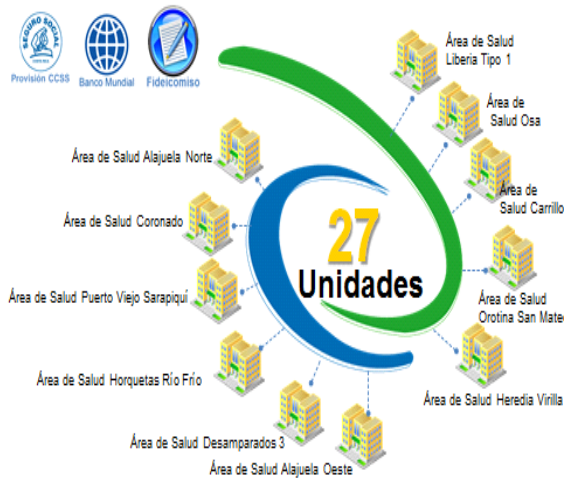 SEGURO SOCIAL
Provisión CCSS
Banco Mundial
Fideicomiso
Área de Salud
Liberia Tipo 1
Área de
Salud Osa
Área de
Salud Carrillo
Área de Salud
Orotina San Mateo
Área de Salud Heredia Virilla
Área de Salud Alajuela Norte
Área de Salud Coronado
Área de Salud Puerto Viejo Sarapiquí
Área de Salud Horquetas Río Frío
Área de Salud Desamparados 3
Área de Salud Alajuela Oeste
27
Unidades